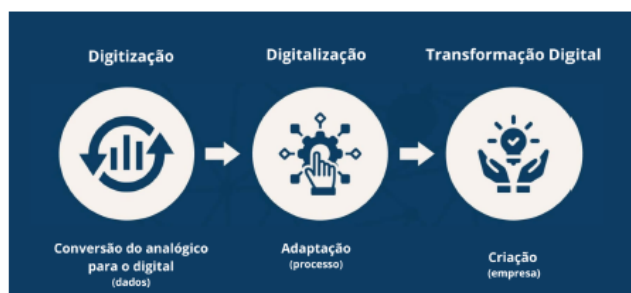 Digitização
Digitalização
Transformação Digital
Conversão do analógico
para o digital
(dados)
Adaptação
(processo)
Criação
(empresa)